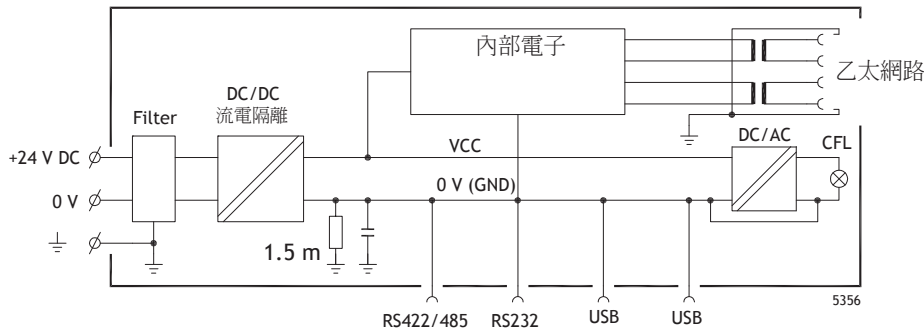 內部電子
乙太網路
DC/DC
流電隔離
Filter
DC/AC
CFL
+24 V DC
VCC
0 V
0 V (GND)
1.5 m
5356
RS422/485
RS232
USB
USB